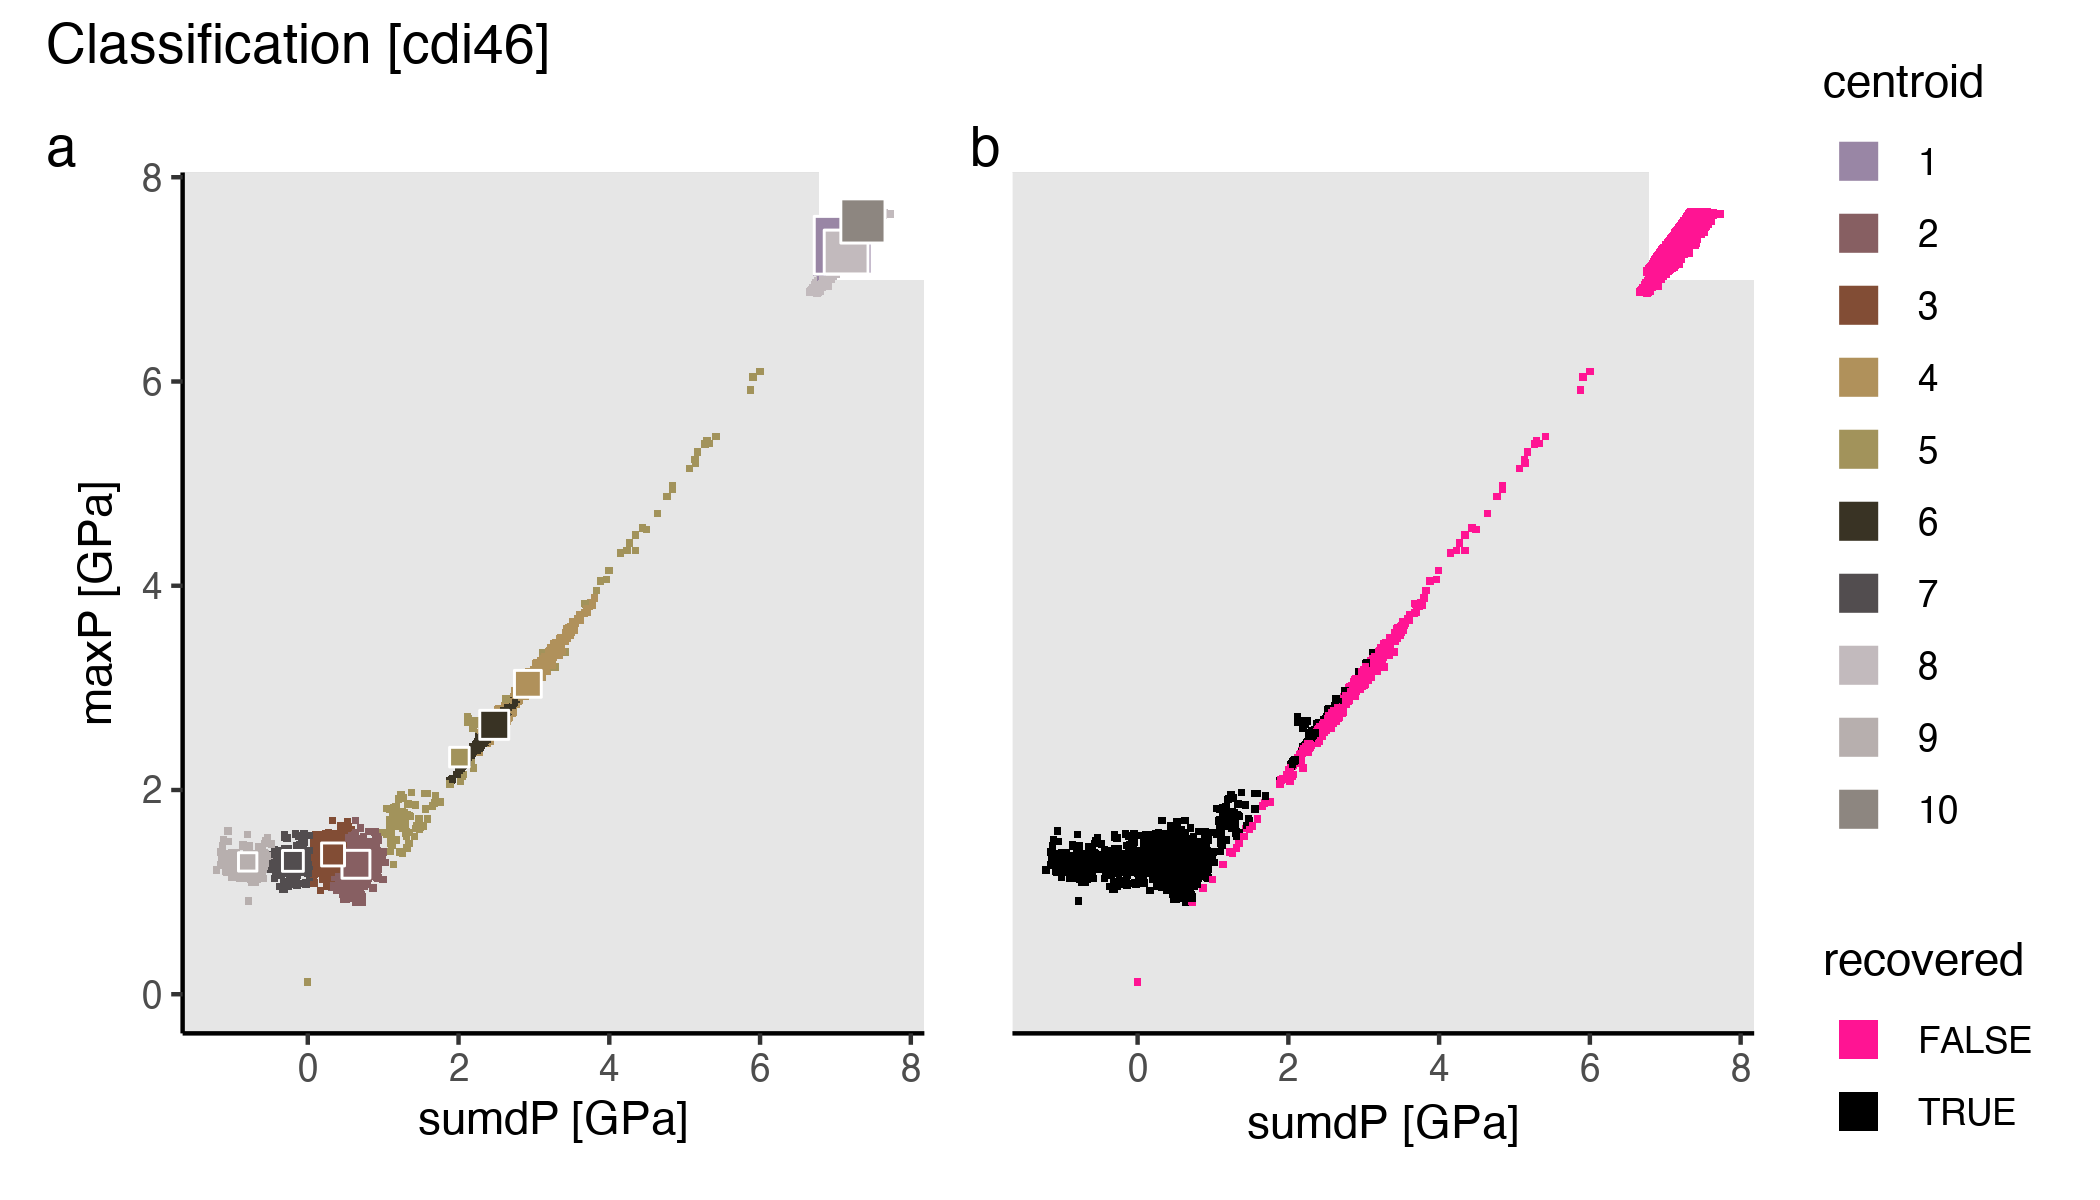 Classification [cdi46]
a
b
8
6
4
2
0
maxP [GPa]
0 2 4 6 8
sumdP [GPa]
0 2 4 6 8
sumdP [GPa]
centroid
1
2
3
4
5
6
7
8
9
10
recovered
FALSE
TRUE